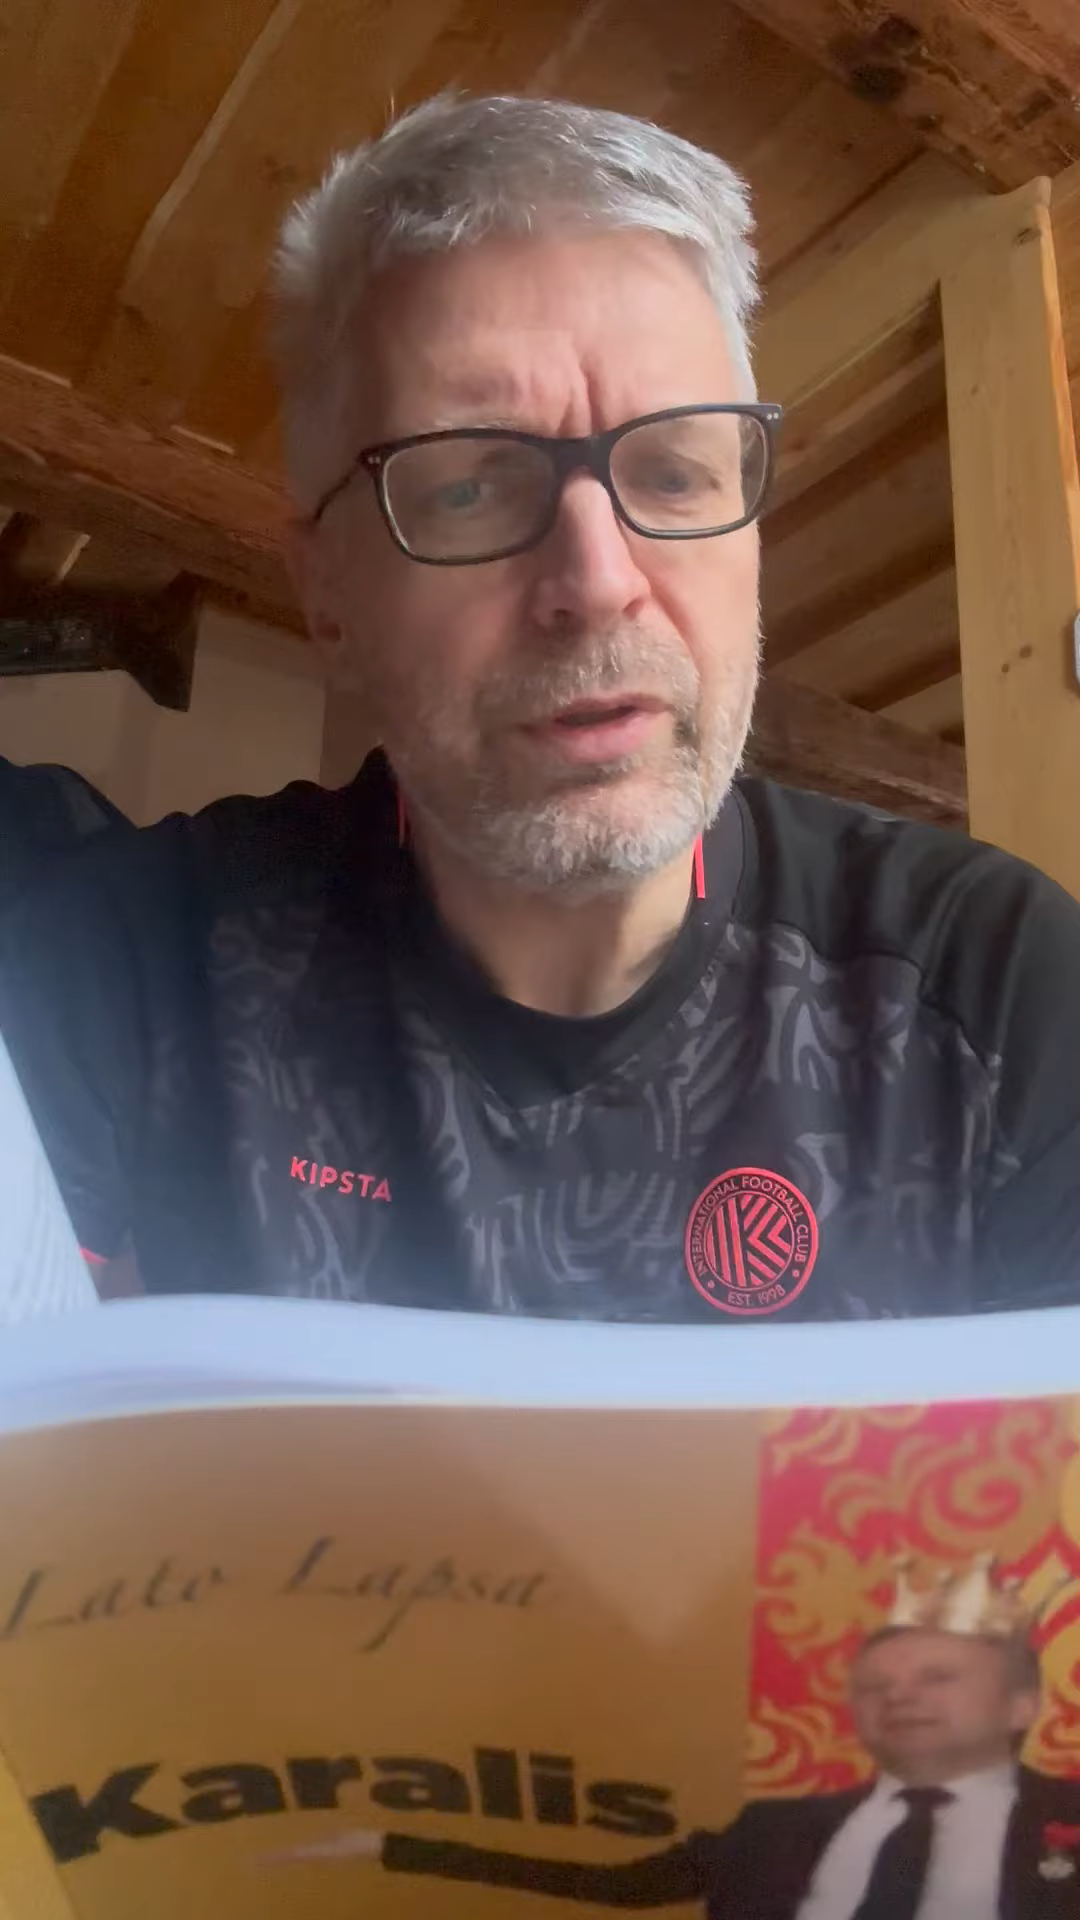 KIPSTA
INTERNATIONAL FOOTBALL CLUB
EST. 1998
Lato Lapsa
Karalis